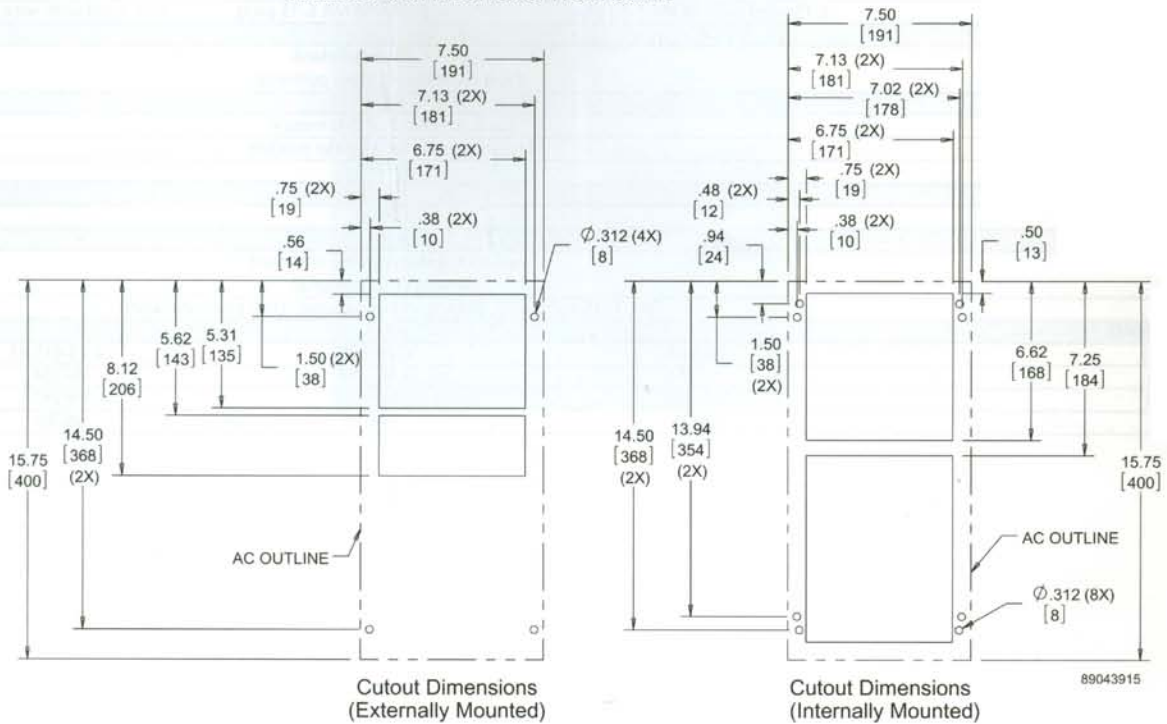 7.50
[191]
7.13 (2X)
[181]
6.75 (2X)
[171]
.75 (2X)
[19]
.38 (2X)
[10]
.56
[14]
Ø.312 (4X)
[8]
5.62
[143]
5.31
[135]
8.12
[206]
1.50 (2X)
[38]
14.50
[368]
(2X)
15.75
[400]
AC OUTLINE
Cutout Dimensions
(Externally Mounted)
7.50
[191]
7.13 (2X)
[181]
7.02 (2X)
[178]
6.75 (2X)
[171]
.75 (2X)
[19]
.48 (2X)
[12]
.38 (2X)
[10]
.94
[24]
.50
[13]
1.50
[38]
(2X)
6.62
[168]
7.25
[184]
14.50
[368]
(2X)
13.94
[354]
(2X)
15.75
[400]
AC OUTLINE
Ø.312 (8X)
[8]
Cutout Dimensions
(Internally Mounted)
89043915